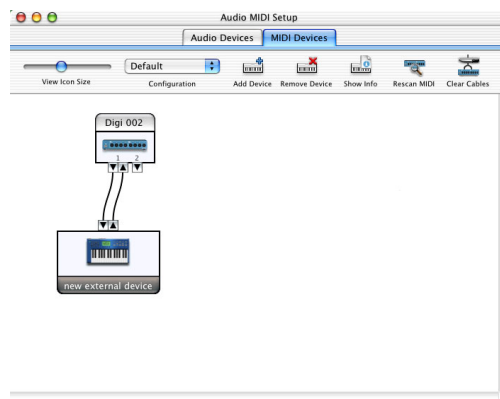 Audio MIDI Setup
Audio Devices MIDI Devices
Default
View Icon Size Configuration Add Device Remove Device Show Info Rescan MIDI Clear Cables
Digi 002
1 2
new external device